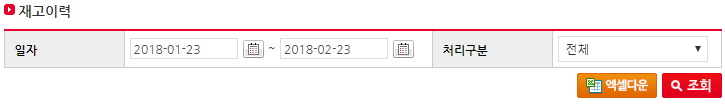 재고이력
일자 2018-01-23 ~ 2018-02-23 처리구분 전체
엑셀다운 조회